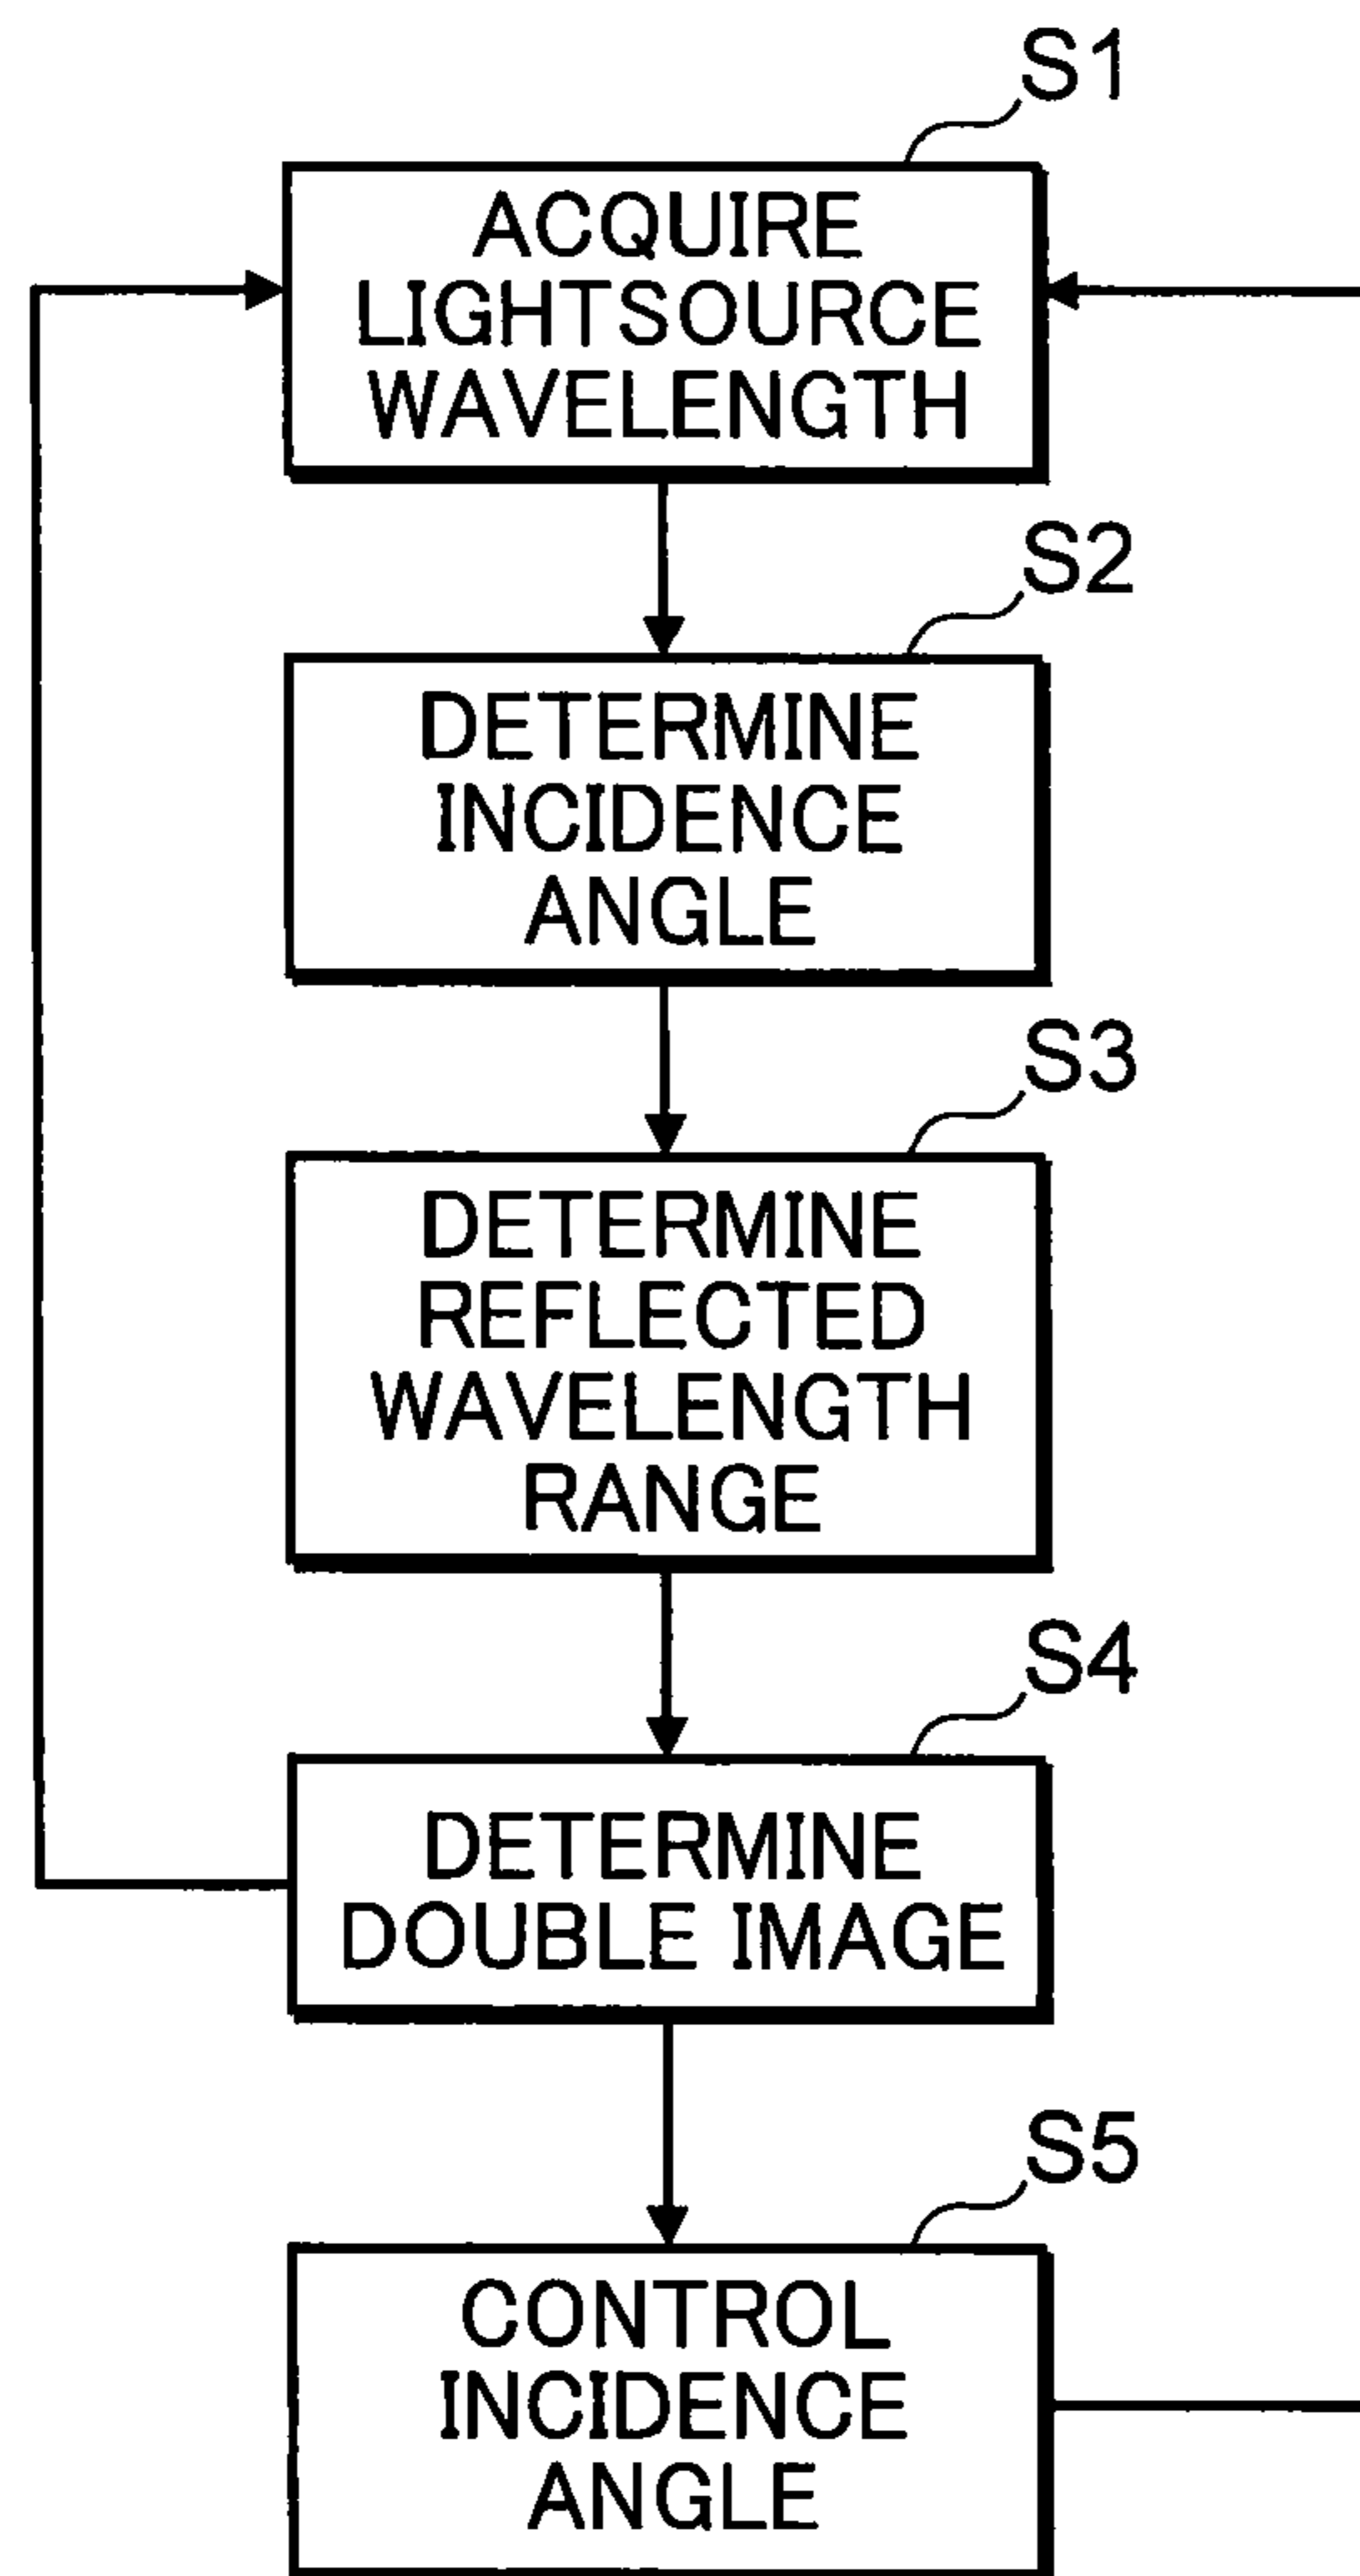 S1
ACQUIRE
LIGHTSOURCE
WAVELENGTH
S2
DETERMINE
INCIDENCE
ANGLE
S3
DETERMINE
REFLECTED
WAVELENGTH
RANGE
S4
DETERMINE
DOUBLE IMAGE
S5
CONTROL
INCIDENCE
ANGLE